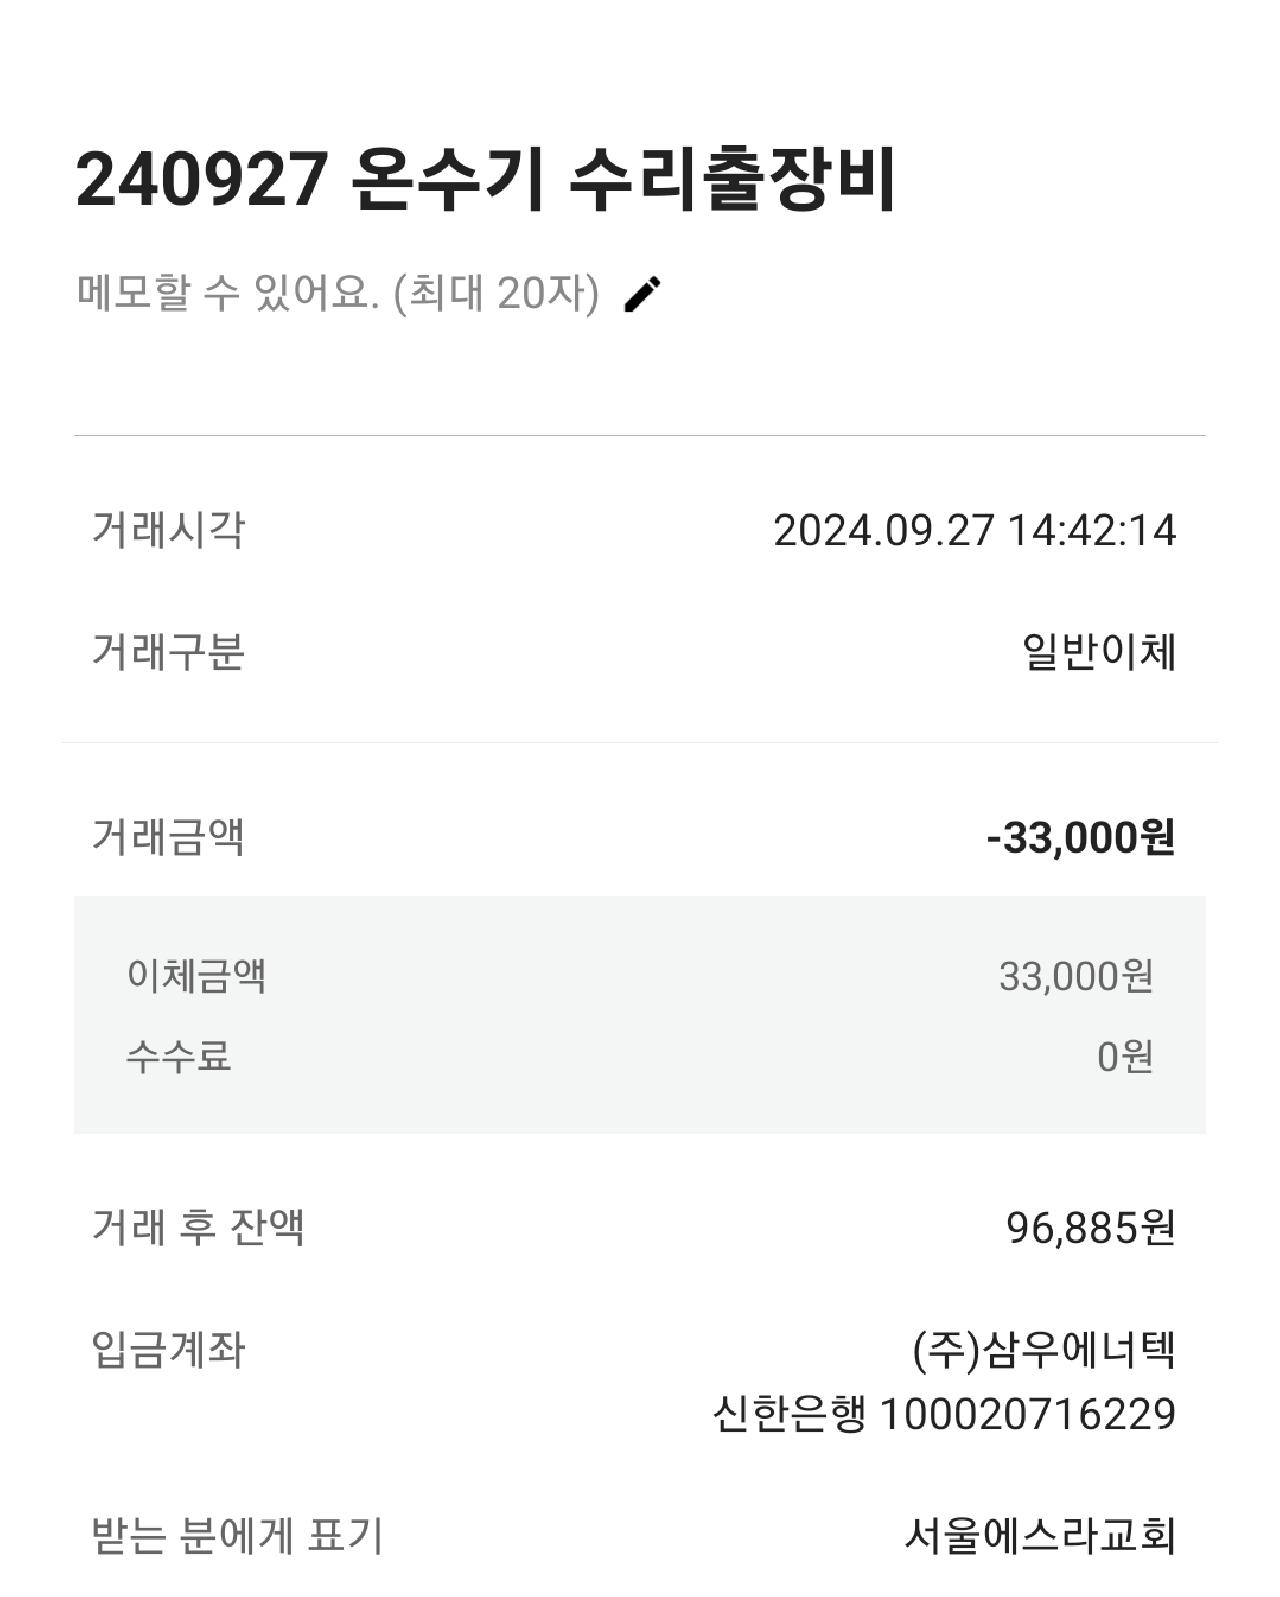 240927 온수기 수리출장비
메모할 수 있어요. (최대 20자)
거래시각 2024.09.27 14:42:14
거래구분 일반이체
거래금액 -33,000원
이체금액 33,000원
수수료 0원
거래 후 잔액 96,885원
입금계좌 (주)삼우에너텍
신한은행 100020716229
받는 분에게 표기 서울에스라교회